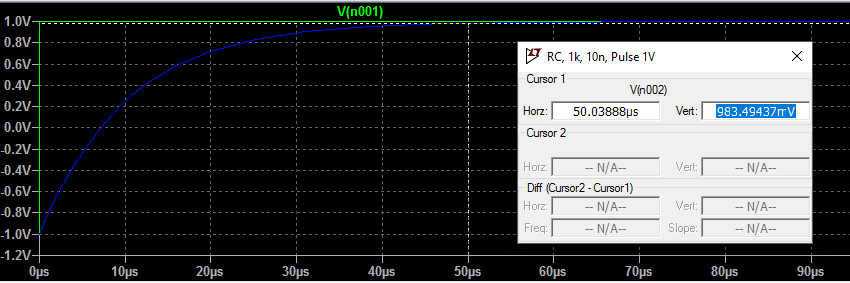 V(n001)
1.0V
0.8V
0.6V
0.4V
0.2V
0.0V
-0.2V
-0.4V
-0.6V
-0.8V
-1.0V
-1.2V
0µs 10µs 20µs 30µs 40µs 50µs 60µs 70µs 80µs 90µs
RC, 1k, 10n, Pulse 1V
Cursor 1
V(n002)
Horz: 50.03888µs Vert: 983.49437mV
Cursor 2
Horz: -- N/A-- Vert: -- N/A--
Diff (Cursor2 - Cursor1)
Horz: -- N/A-- Vert: -- N/A--
Freq: -- N/A-- Slope: -- N/A--